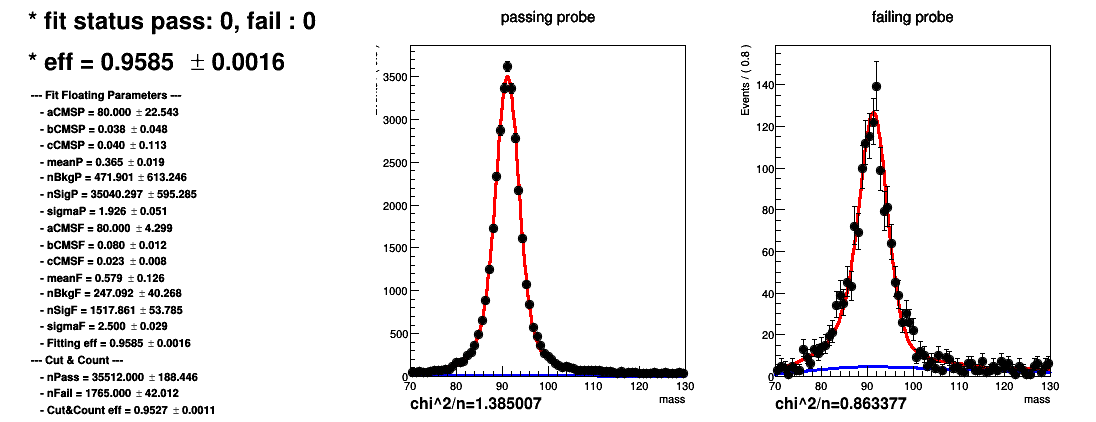 * fit status pass: 0, fail : 0
* eff = 0.9585 ± 0.0016
--- Fit Floating Parameters ---
- aCMSP = 80.000 ± 22.543
- bCMSP = 0.038 ± 0.048
- cCMSP = 0.040 ± 0.113
- meanP = 0.365 ± 0.019
- nBkgP = 471.901 ± 613.246
- nSigP = 35040.297 ± 595.285
- sigmaP = 1.926 ± 0.051
- aCMSF = 80.000 ± 4.299
- bCMSF = 0.080 ± 0.012
- cCMSF = 0.023 ± 0.008
- meanF = 0.579 ± 0.126
- nBkgF = 247.092 ± 40.268
- nSigF = 1517.861 ± 53.785
- sigmaF = 2.500 ± 0.029
- Fitting eff = 0.9585 ± 0.0016
--- Cut & Count ---
- nPass = 35512.000 ± 188.446
- nFail = 1765.000 ± 42.012
- Cut&Count eff = 0.9527 ± 0.0011
passing probe
3500
3000
2500
2000
1500
1000
500
0
70 80 90 100 110 120 130
mass
chi^2/n=1.385007
failing probe
Events / ( 0.8 )
140
120
100
80
60
40
20
0
70 80 90 100 110 120 130
mass
chi^2/n=0.863377